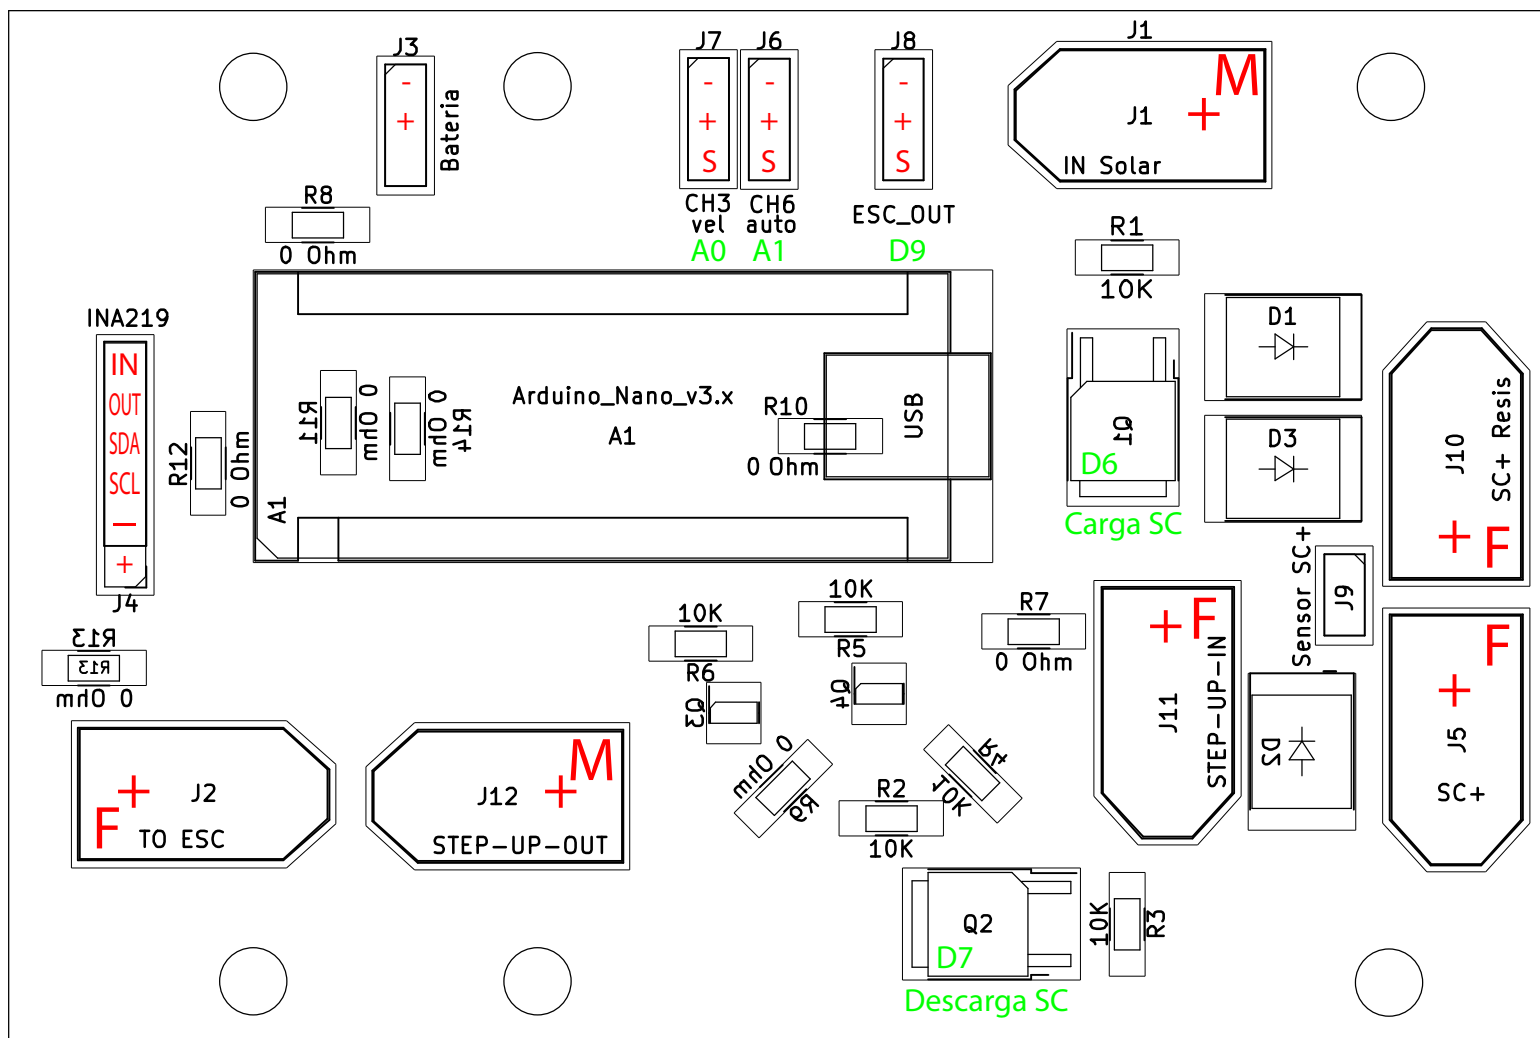 J3
-
+
Bateria
J7
-
+
S
CH3
vel
A0
J6
-
+
S
CH6
auto
A1
J8
-
+
S
ESC_OUT
D9
J1
M
J1
+
IN Solar
R8
0 Ohm
R1
10K
INA219
IN
OUT
SDA
SCL
-
+
J4
R12
0 Ohm
R11
0 Ohm
R14
0 Ohm
Arduino_Nano_v3.x
A1
A1
R10
0 Ohm
USB
Q1
D6
Carga SC
D1
D3
J10
SC+ Resis
+
F
Sensor SC+
J9
R13
R13
0 Ohm
10K
R6
Q3
10K
R5
Q4
R7
0 Ohm
+
F
J11
STEP-UP-IN
D2
F
+
J5
SC+
+
J2
F
TO ESC
M
J12
+
STEP-UP-OUT
0 Ohm
R9
R4
10K
R2
10K
Q2
D7
Descarga SC
10K
R3